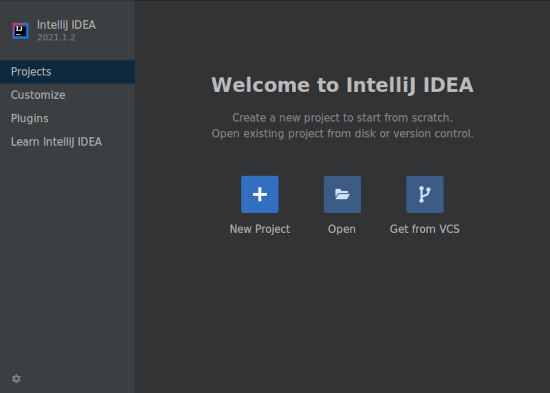 IntelliJ IDEA
2021.1.2
Projects
Customize
Plugins
Learn IntelliJ IDEA
Welcome to IntelliJ IDEA
Create a new project to start from scratch.
Open existing project from disk or version control.
New Project
Open
Get from VCS